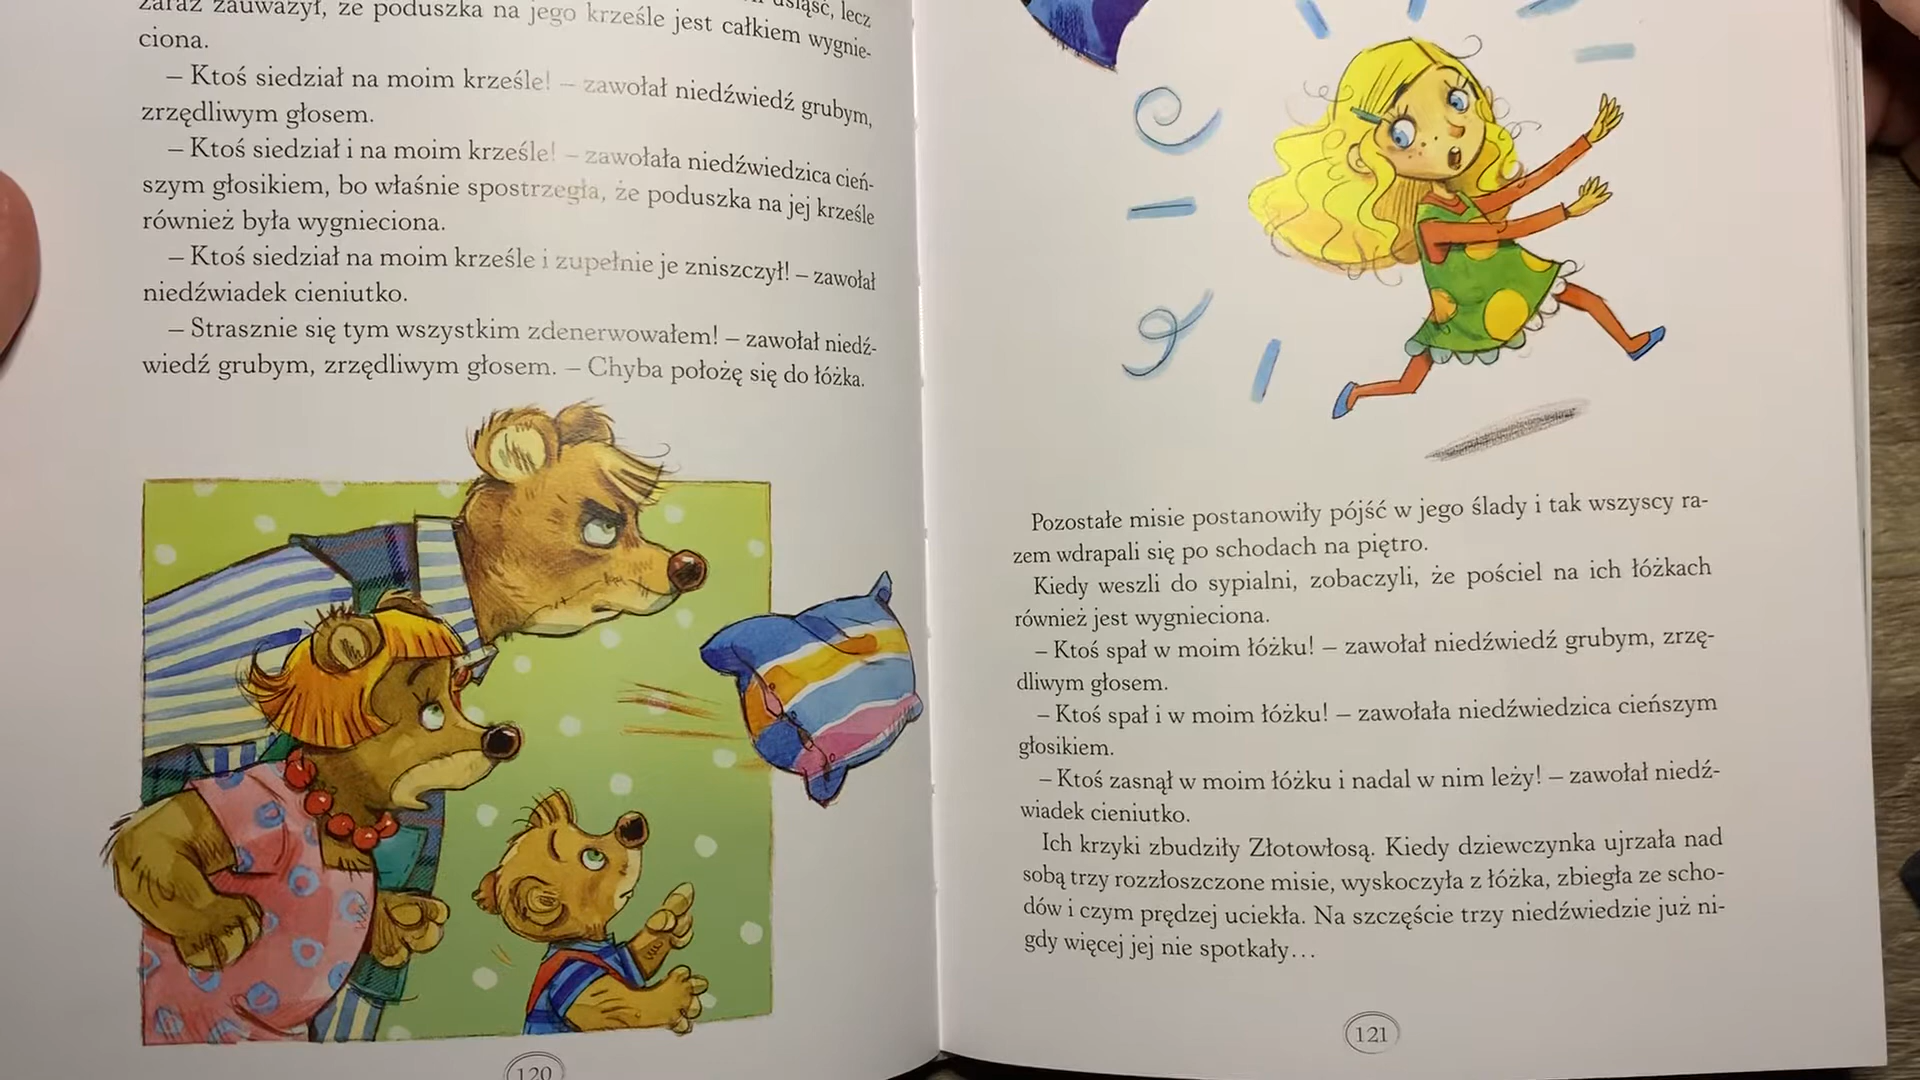 zaraz zauważył, że poduszka na jego krześle jest całkiem wygnie-
usiąść, lecz
ciona.
– Ktoś siedział na moim krześle! – zawołał niedźwiedź grubym,
zrzędliwym głosem.
– Ktoś siedział i na moim krześle! – zawołała niedźwiedzica cień-
szym głosikiem, bo właśnie spostrzegła, że poduszka na jej krześle
również była wygnieciona.
– Ktoś siedział na moim krześle i zupełnie je zniszczył! – zawołał
niedźwiadek cieniutko.
– Strasznie się tym wszystkim zdenerwowałem! – zawołał niedź-
wiedź grubym, zrzędliwym głosem. – Chyba położę się do łóżka.
120
Pozostałe misie postanowiły pójść w jego ślady i tak wszyscy ra-
zem wdrapali się po schodach na piętro.
Kiedy weszli do sypialni, zobaczyli, że pościel na ich łóżkach
również jest wygnieciona.
– Ktoś spał w moim łóżku! – zawołał niedźwiedź grubym, zrzę-
dliwym głosem.
– Ktoś spał i w moim łóżku! – zawołała niedźwiedzica cieńszym
głosikiem.
– Ktoś zasnął w moim łóżku i nadal w nim leży! – zawołał niedź-
wiadek cieniutko.
Ich krzyki zbudziły Złotowłosą. Kiedy dziewczynka ujrzała nad
sobą trzy rozzłoszczone misie, wyskoczyła z łóżka, zbiegła ze scho-
dów i czym prędzej uciekła. Na szczęście trzy niedźwiedzie już ni-
gdy więcej jej nie spotkały...
121